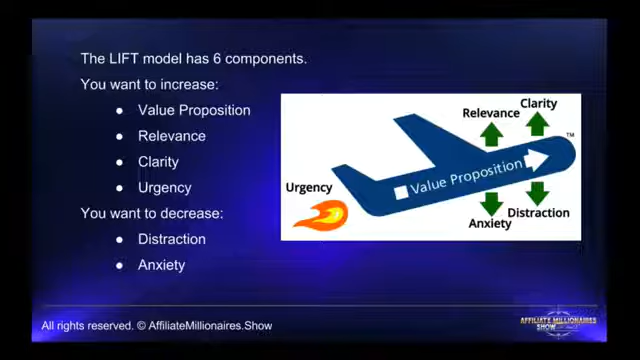 The LIFT model has 6 components.
You want to increase:
● Value Proposition
● Relevance
● Clarity
● Urgency
You want to decrease:
● Distraction
● Anxiety
Clarity
Relevance
™
Value Proposition
Urgency
Distraction
Anxiety
All rights reserved. © AffiliateMillionaires.Show
AFFILIATE MILLIONAIRES
SHOW